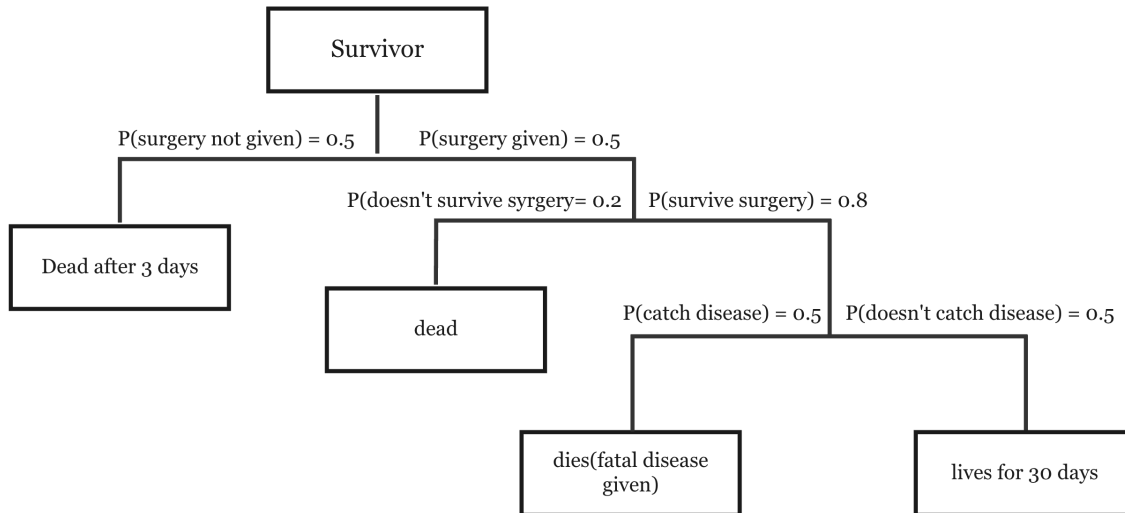 Survivor
P(surgery not given) = 0.5
P(surgery given) = 0.5
P(doesn't survive syrgery= 0.2
P(survive surgery) = 0.8
Dead after 3 days
dead
P(catch disease) = 0.5
P(doesn't catch disease) = 0.5
dies(fatal disease
given)
lives for 30 days